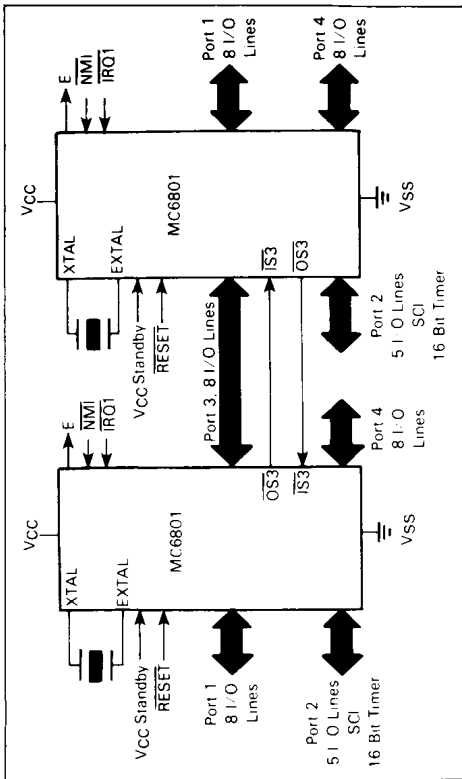 VCC
XTAL
EXTAL
E
NMI
IRQ1
MC6801
VCC Standby
RESET
Port 1
8 I/O
Lines
Port 2
5 I/O Lines
SCI
16 Bit Timer
OS3
IS3
Port 4
8 I/O
Lines
VSS
Port 3, 8 I/O Lines
VCC
XTAL
EXTAL
E
NMI
IRQ1
MC6801
VCC Standby
RESET
Port 1
8 I/O
Lines
IS3
OS3
Port 4
8 I/O
Lines
Port 2
5 I/O Lines
SCI
16 Bit Timer
VSS